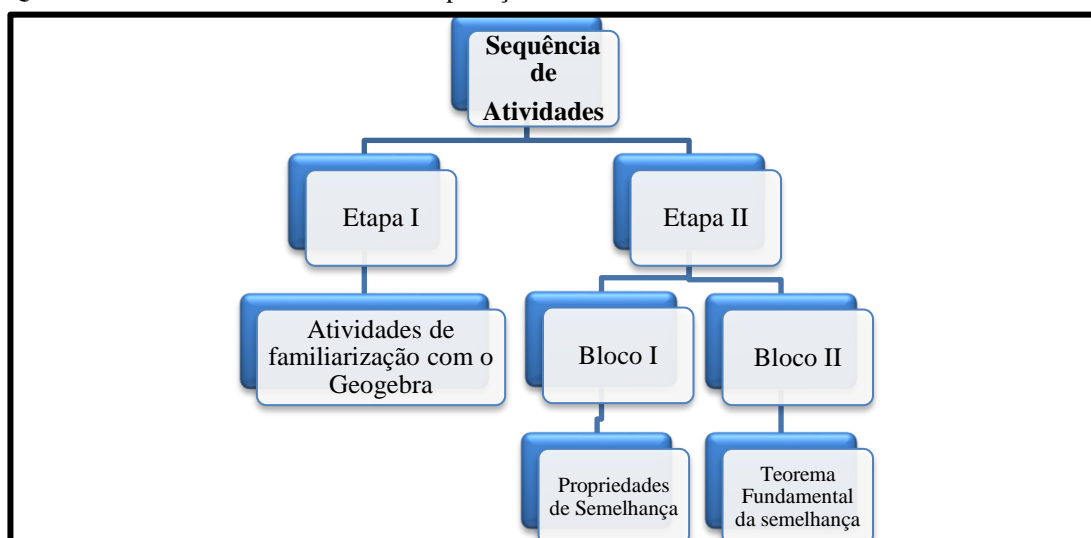 Sequência
de
Atividades
Etapa I
Etapa II
Atividades de
familiarização com o
Geogebra
Bloco I
Bloco II
Propriedades
de Semelhança
Teorema
Fundamental
da semelhança